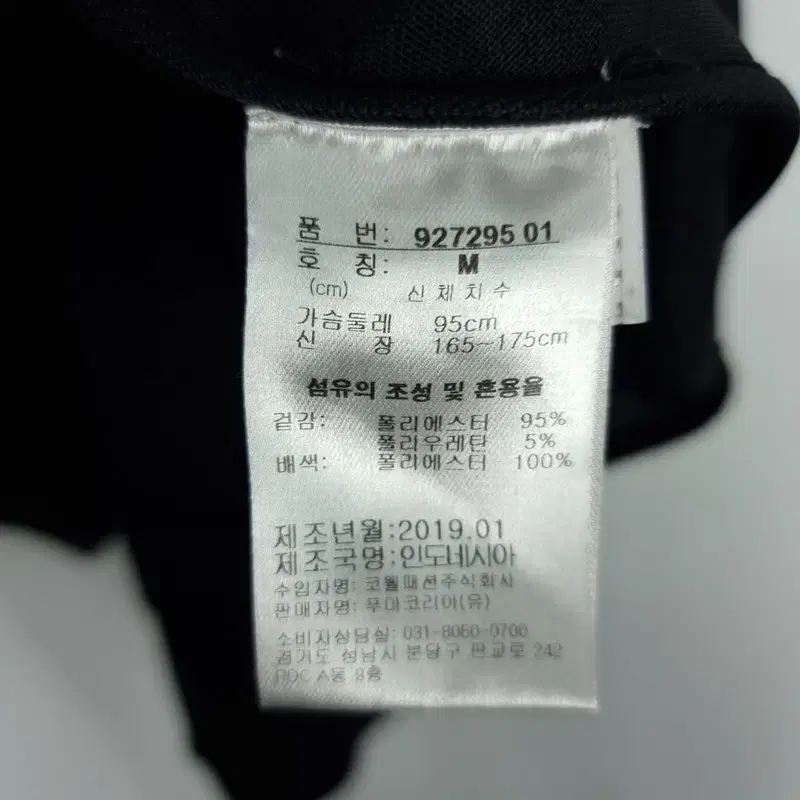 품 번: 927295 01
호 칭: M
(cm) 신체치수
가슴둘레 95cm
신 장 165~175cm
섬유의 조성 및 혼용율
겉감: 폴리에스터 95%
폴리우레탄 5%
배색: 폴리에스터 100%
제조년월:2019.01
제조국명:인도네시아
수입자명: 코웰패션주식회사
판매자명: 푸마코리아(유)
소비자상담실: 031-8060-0700
경기도 성남시 분당구 판교로 242
PDC A동 9층